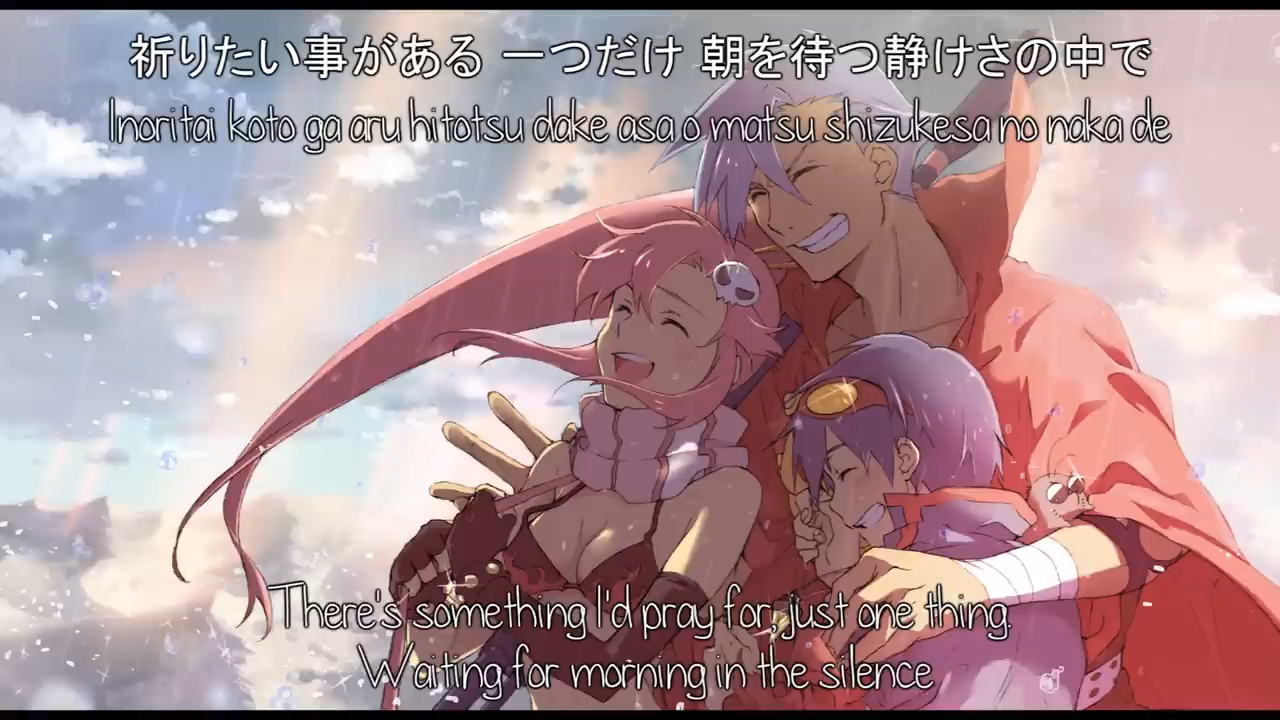 祈りたい事がある 一つだけ 朝を待つ静けさの中で
Inoritai koto ga aru hitotsu dake asa o matsu shizukesa no naka de
There's something I'd pray for, just one thing.
Waiting for morning in the silence